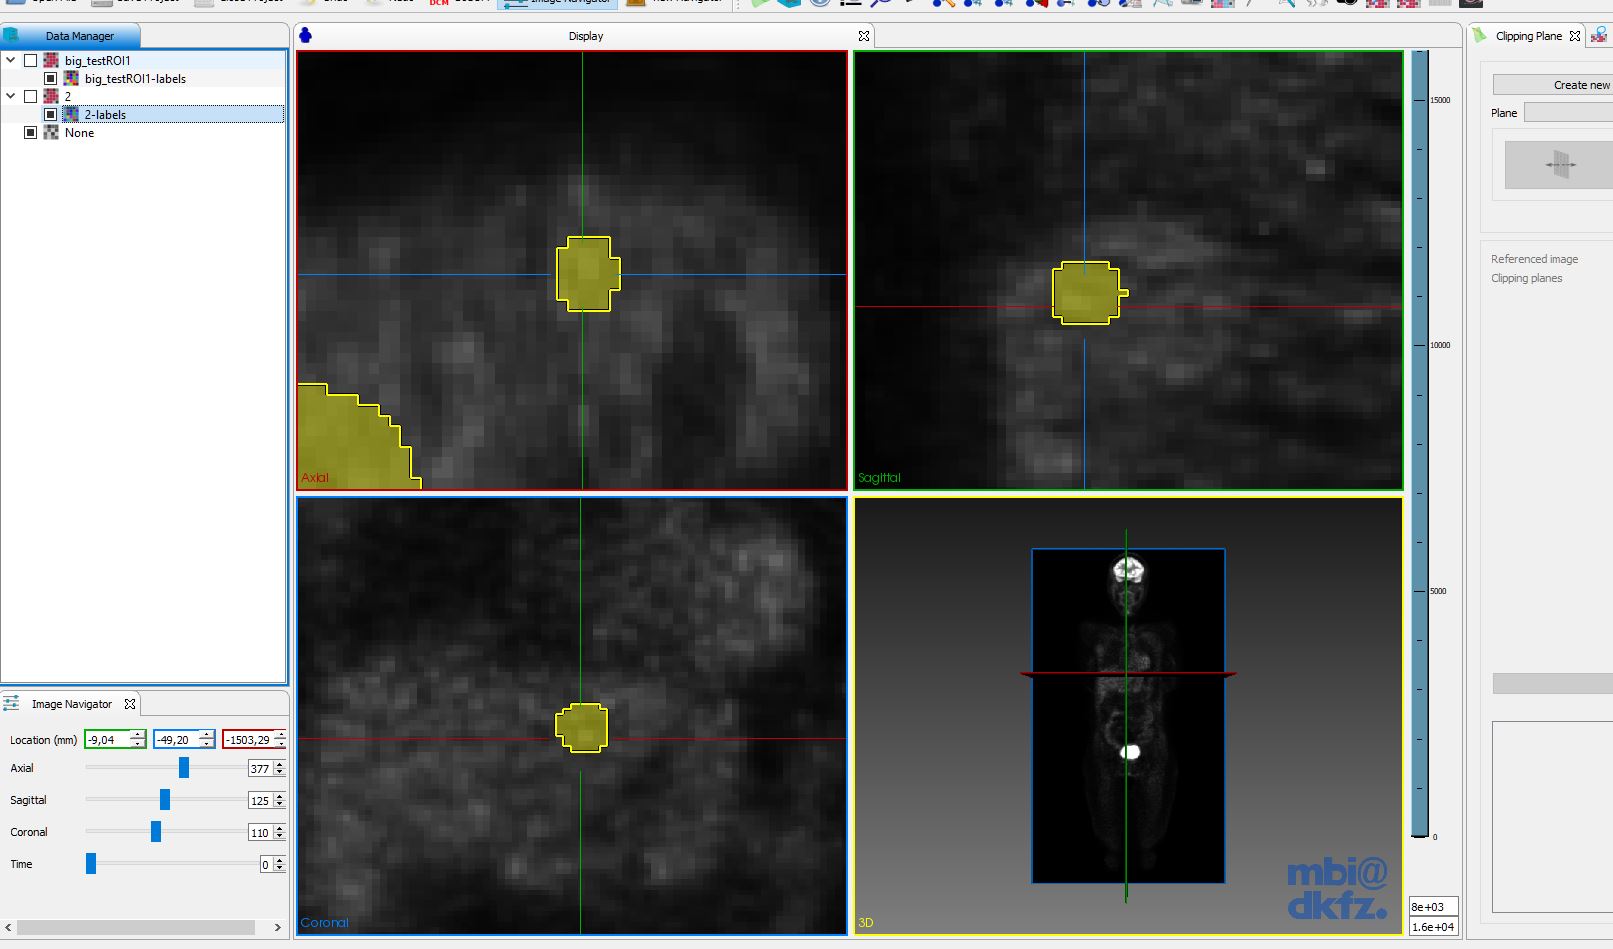 Data Manager
big_testROI1
big_testROI1-labels
2
2-labels
None
Display
Axial
Sagittal
Coronal
3D
mbi@
dkfz.
15000
10000
5000
0
8e+03
1.6e+04
Clipping Plane
Create new
Plane
Referenced image
Clipping planes
Image Navigator
Location (mm) -9,04 -49,20 -1503,29
Axial 377
Sagittal 125
Coronal 110
Time 0